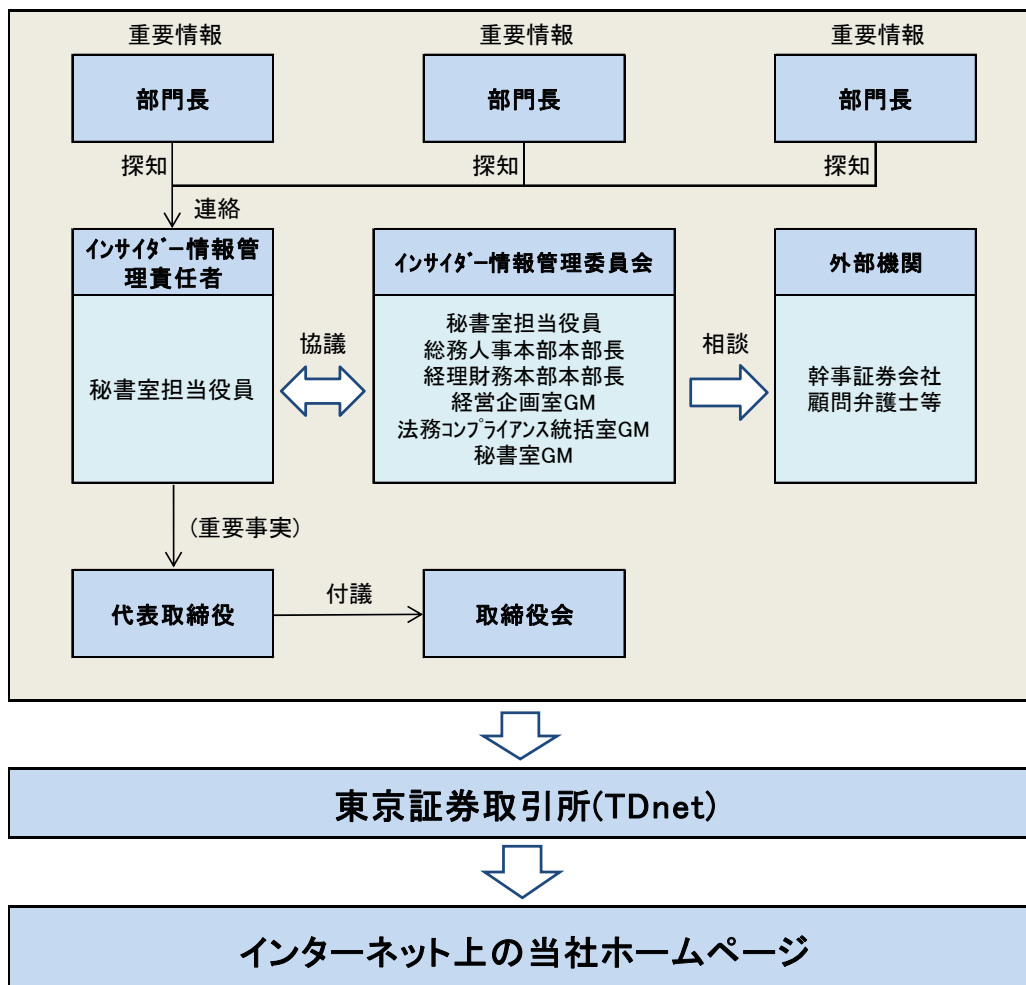 重要情報
重要情報
重要情報
部門長
部門長
部門長
探知
探知
探知
連絡
インサイダー情報管
理責任者
秘書室担当役員
協議
インサイダー情報管理委員会
秘書室担当役員
総務人事本部本部長
経理財務本部本部長
経営企画室GM
法務コンプライアンス統括室GM
秘書室GM
相談
外部機関
幹事証券会社
顧問弁護士等
(重要事実)
代表取締役
付議
取締役会
東京証券取引所(TDnet)
インターネット上の当社ホームページ